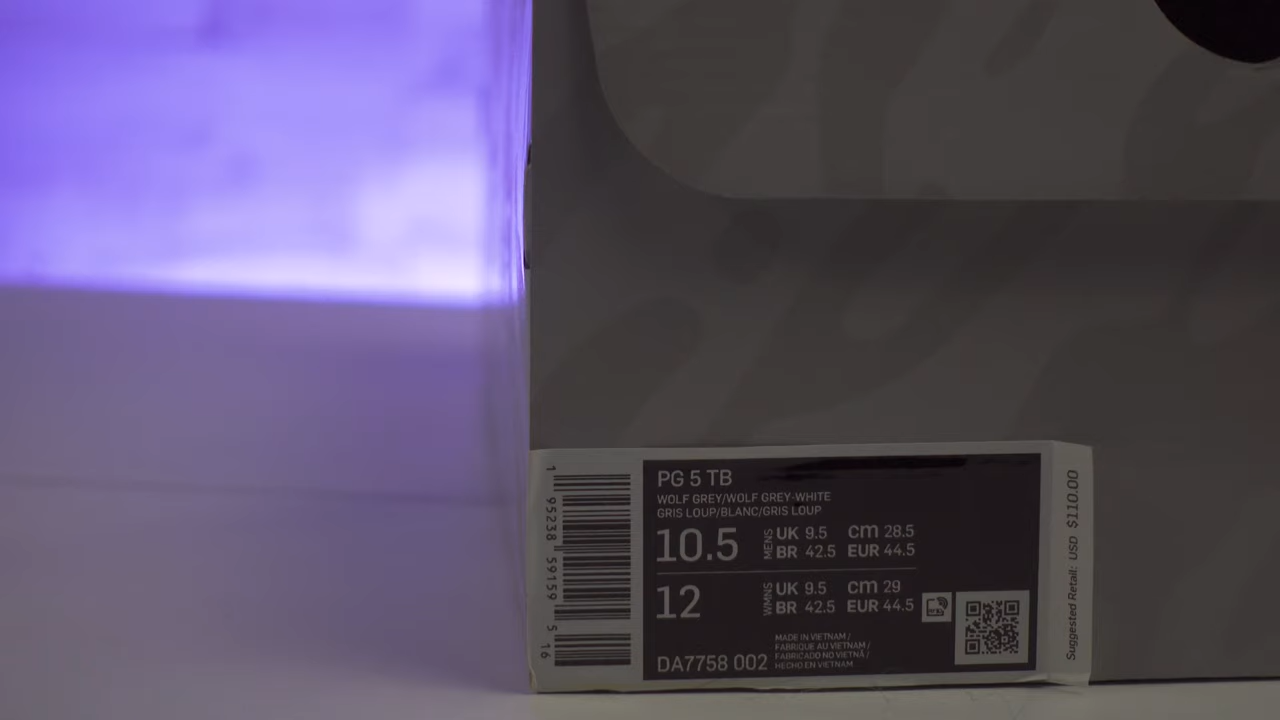 1 95238 59159 5 16
PG 5 TB
WOLF GREY/WOLF GREY-WHITE
GRIS LOUP/BLANC/GRIS LOUP
10.5 MENS UK 9.5 cm 28.5
BR 42.5 EUR 44.5
12 WMNS UK 9.5 cm 29
BR 42.5 EUR 44.5
MADE IN VIETNAM /
FABRIQUE AU VIETNAM /
FABRICADO NO VIETNÃ /
HECHO EN VIETNAM
DA7758 002
Suggested Retail: USD $110.00